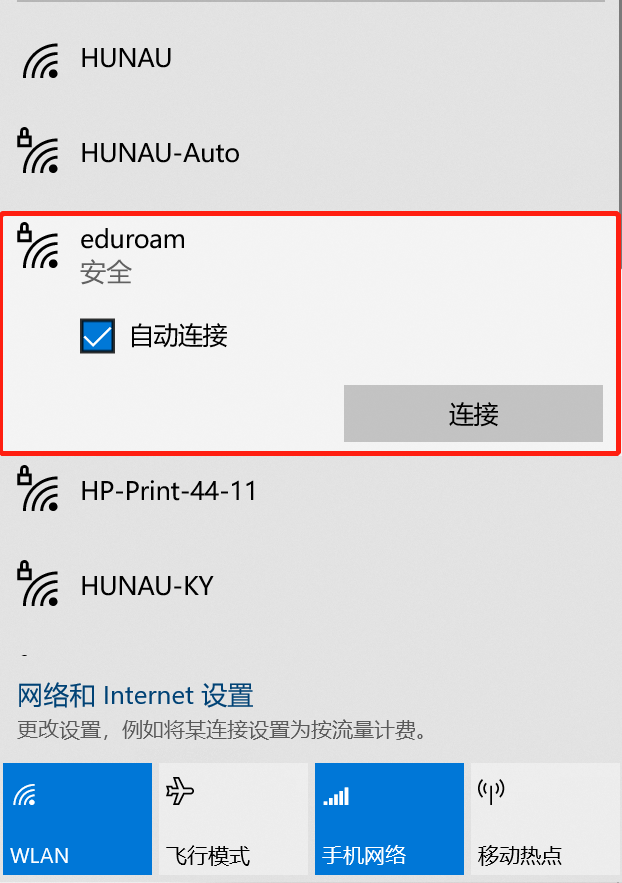 HUNAU
HUNAU-Auto
eduroam
安全
自动连接
连接
HP-Print-44-11
HUNAU-KY
网络和 Internet 设置
更改设置，例如将某连接设置为按流量计费。
WLAN
飞行模式
手机网络
移动热点